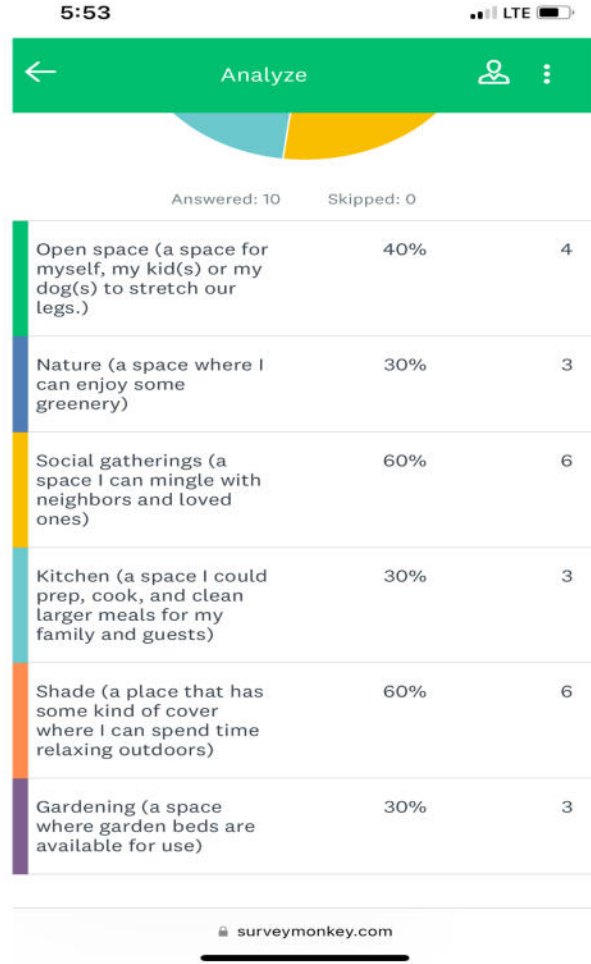 5:53 LTE
Analyze
Answered: 10 Skipped: 0
Open space (a space for 40% 4
myself, my kid(s) or my
dog(s) to stretch our
legs.)
Nature (a space where I 30% 3
can enjoy some
greenery)
Social gatherings (a 60% 6
space I can mingle with
neighbors and loved
ones)
Kitchen (a space I could 30% 3
prep, cook, and clean
larger meals for my
family and guests)
Shade (a place that has 60% 6
some kind of cover
where I can spend time
relaxing outdoors)
Gardening (a space 30% 3
where garden beds are
available for use)
surveymonkey.com